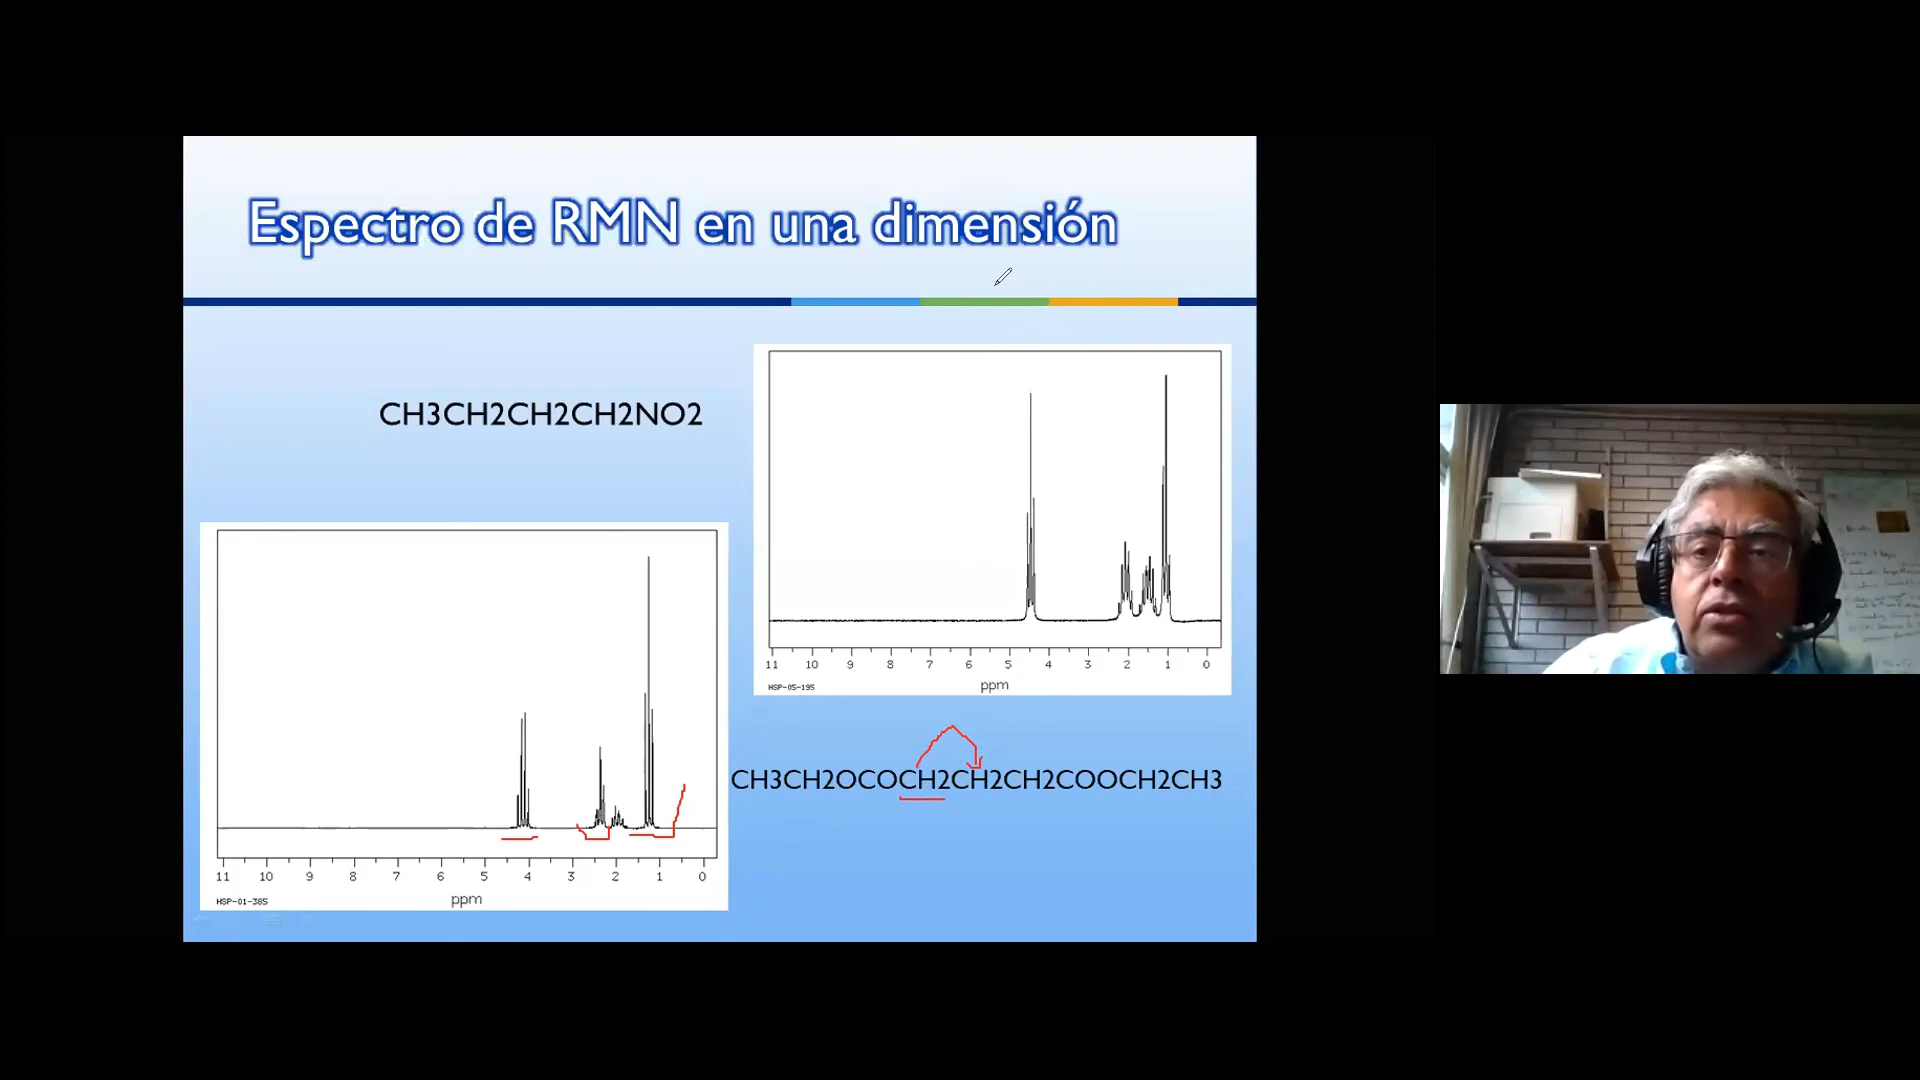 Espectro de RMN en una dimensión
CH3CH2CH2CH2NO2
11 10 9 8 7 6 5 4 3 2 1 0
HSP-05-195 ppm
CH3CH2OCOCH2CH2CH2COOCH2CH3
11 10 9 8 7 6 5 4 3 2 1 0
HSP-01-385 ppm